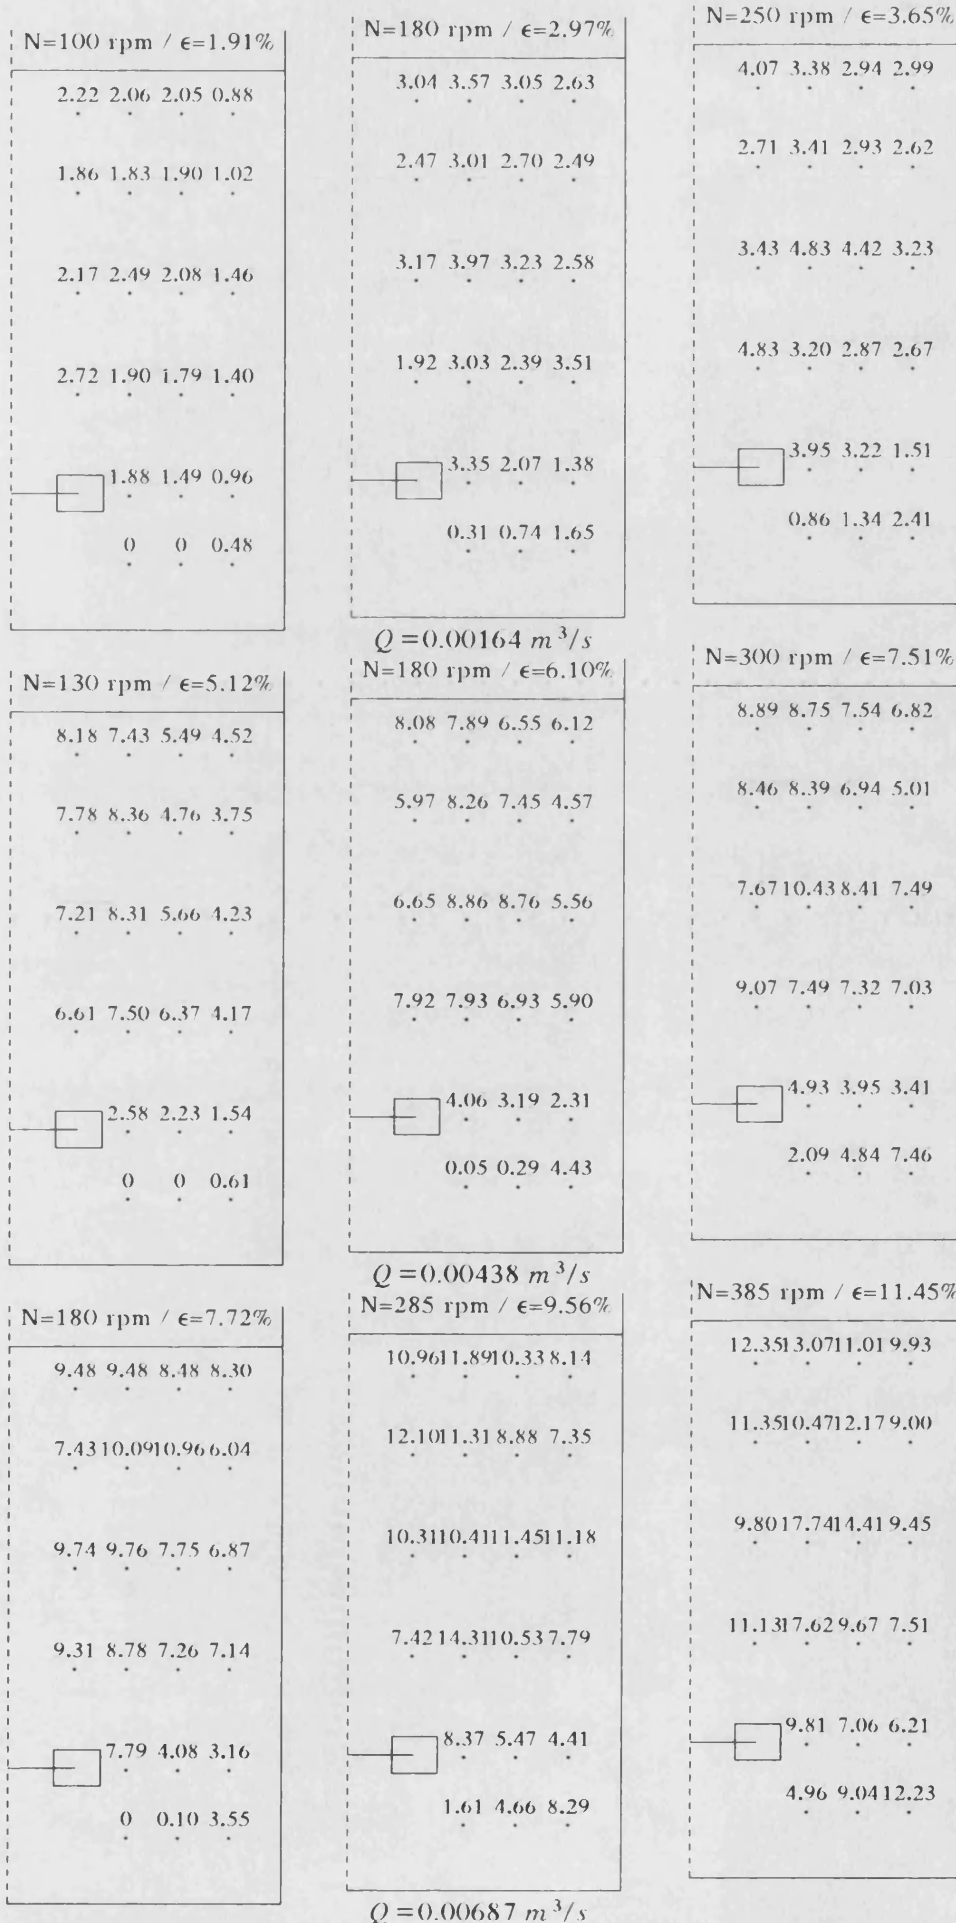 N=100 rpm / ϵ=1.91%
2.22 2.06 2.05 0.88
1.86 1.83 1.90 1.02
2.17 2.49 2.08 1.46
2.72 1.90 1.79 1.40
1.88 1.49 0.96
0 0 0.48
N=180 rpm / ϵ=2.97%
3.04 3.57 3.05 2.63
2.47 3.01 2.70 2.49
3.17 3.97 3.23 2.58
1.92 3.03 2.39 3.51
3.35 2.07 1.38
0.31 0.74 1.65
N=250 rpm / ϵ=3.65%
4.07 3.38 2.94 2.99
2.71 3.41 2.93 2.62
3.43 4.83 4.42 3.23
4.83 3.20 2.87 2.67
3.95 3.22 1.51
0.86 1.34 2.41
Q=0.00164 m³/s
N=130 rpm / ϵ=5.12%
8.18 7.43 5.49 4.52
7.78 8.36 4.76 3.75
7.21 8.31 5.66 4.23
6.61 7.50 6.37 4.17
2.58 2.23 1.54
0 0 0.61
N=180 rpm / ϵ=6.10%
8.08 7.89 6.55 6.12
5.97 8.26 7.45 4.57
6.65 8.86 8.76 5.56
7.92 7.93 6.93 5.90
4.06 3.19 2.31
0.05 0.29 4.43
N=300 rpm / ϵ=7.51%
8.89 8.75 7.54 6.82
8.46 8.39 6.94 5.01
7.67 10.43 8.41 7.49
9.07 7.49 7.32 7.03
4.93 3.95 3.41
2.09 4.84 7.46
Q=0.00438 m³/s
N=180 rpm / ϵ=7.72%
9.48 9.48 8.48 8.30
7.43 10.09 10.96 6.04
9.74 9.76 7.75 6.87
9.31 8.78 7.26 7.14
7.79 4.08 3.16
0 0.10 3.55
N=285 rpm / ϵ=9.56%
10.96 11.89 10.33 8.14
12.10 11.31 8.88 7.35
10.31 10.41 11.45 11.18
7.42 14.31 10.53 7.79
8.37 5.47 4.41
1.61 4.66 8.29
N=385 rpm / ϵ=11.45%
12.35 13.07 11.01 9.93
11.35 10.47 12.17 9.00
9.80 17.74 14.41 9.45
11.13 17.62 9.67 7.51
9.81 7.06 6.21
4.96 9.04 12.23
Q=0.00687 m³/s